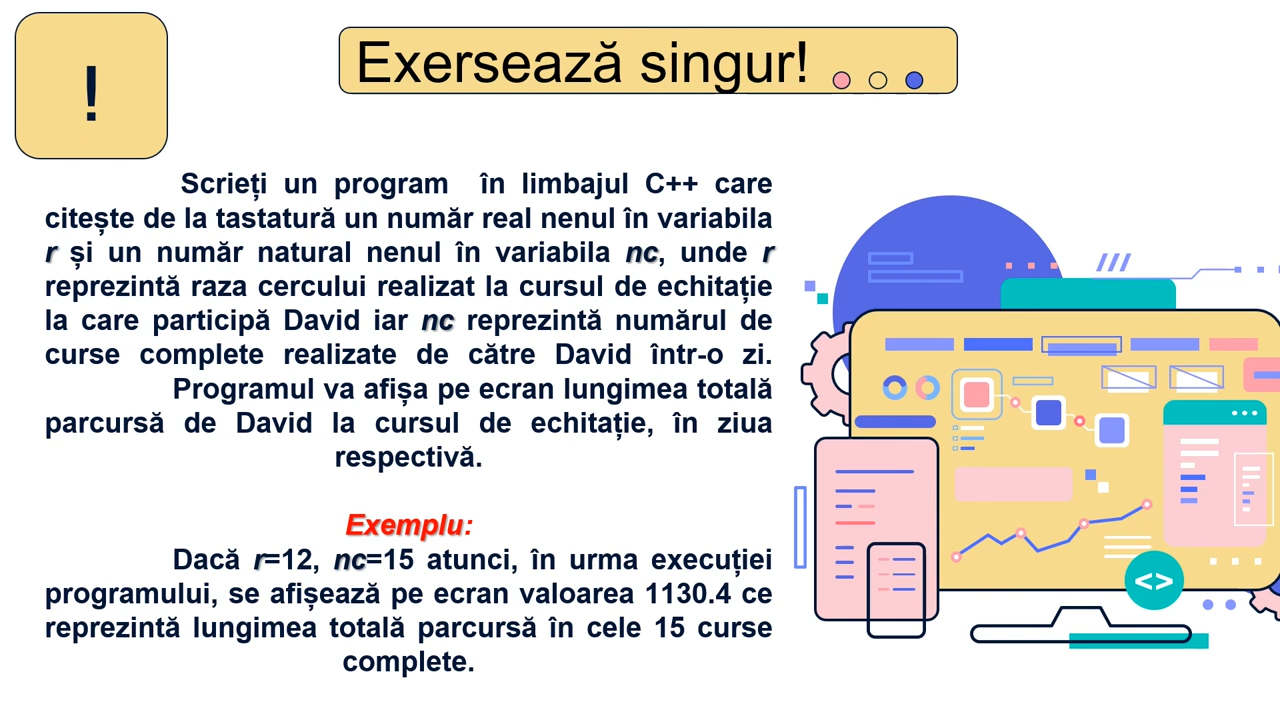 !
Exersează singur!
Scrieți un program în limbajul C++ care
citește de la tastatură un număr real nenul în variabila
r și un număr natural nenul în variabila nc, unde r
reprezintă raza cercului realizat la cursul de echitație
la care participă David iar nc reprezintă numărul de
curse complete realizate de către David într-o zi.
Programul va afișa pe ecran lungimea totală
parcursă de David la cursul de echitație, în ziua
respectivă.
Exemplu:
Dacă r=12, nc=15 atunci, în urma execuției
programului, se afișează pe ecran valoarea 1130.4 ce
reprezintă lungimea totală parcursă în cele 15 curse
complete.
<>